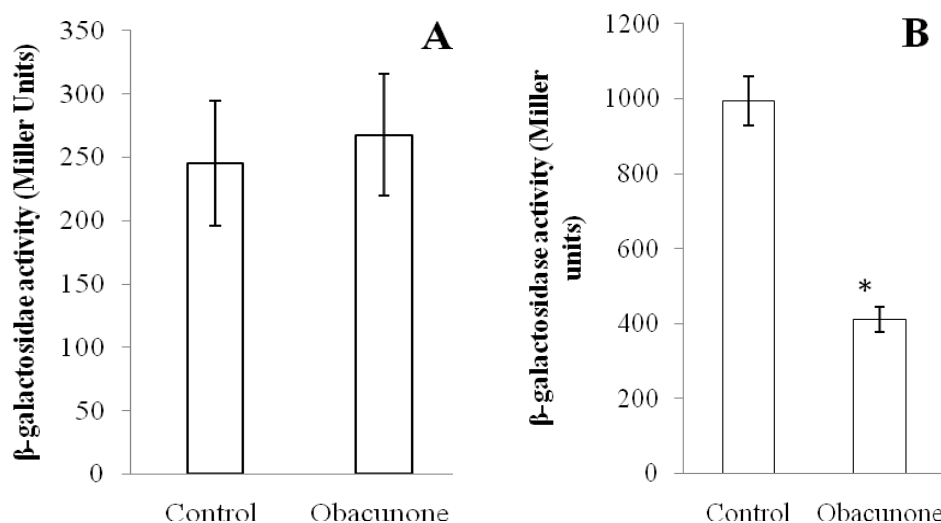 A
β-galactosidae activity (Miller Units)
350
300
250
200
150
100
50
0
Control Obacunone
B
β-galactosidase activity (Miller
units)
1200
1000
800
600
400
200
0
*
Control Obacunone